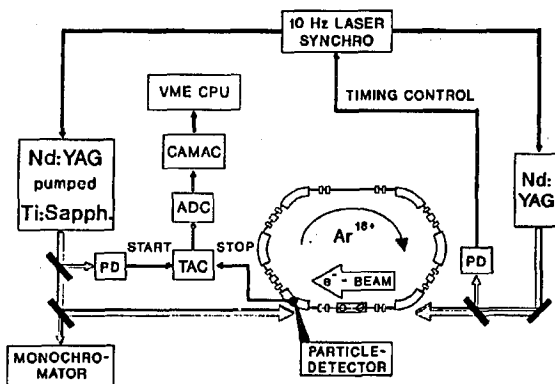 10 Hz LASER
SYNCHRO
VME CPU
TIMING CONTROL
CAMAC
Nd:YAG
pumped
Ti:Sapph.
Nd:
YAG
ADC
START
STOP
Ar18+
PD
TAC
PD
e⁻- BEAM
MONOCHRO-
MATOR
PARTICLE-
DETECTOR